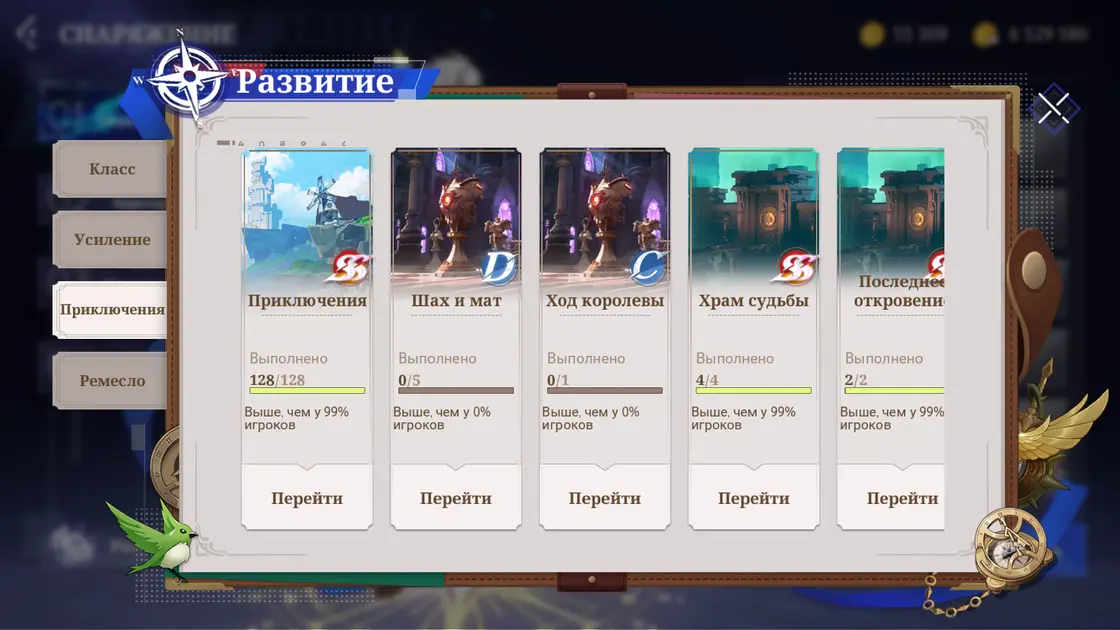 СНАРЯЖЕНИЕ
N
W
E
Развитие
Класс
Усиление
Приключения
Ремесло
S
Приключения
Выполнено
128/128
Выше, чем у 99%
игроков
Перейти
D
Шах и мат
Выполнено
0/5
Выше, чем у 0%
игроков
Перейти
C
Ход королевы
Выполнено
0/1
Выше, чем у 0%
игроков
Перейти
S
Храм судьбы
Выполнено
4/4
Выше, чем у 99%
игроков
Перейти
Последнее
откровение
Выполнено
2/2
Выше, чем у 99%
игроков
Перейти